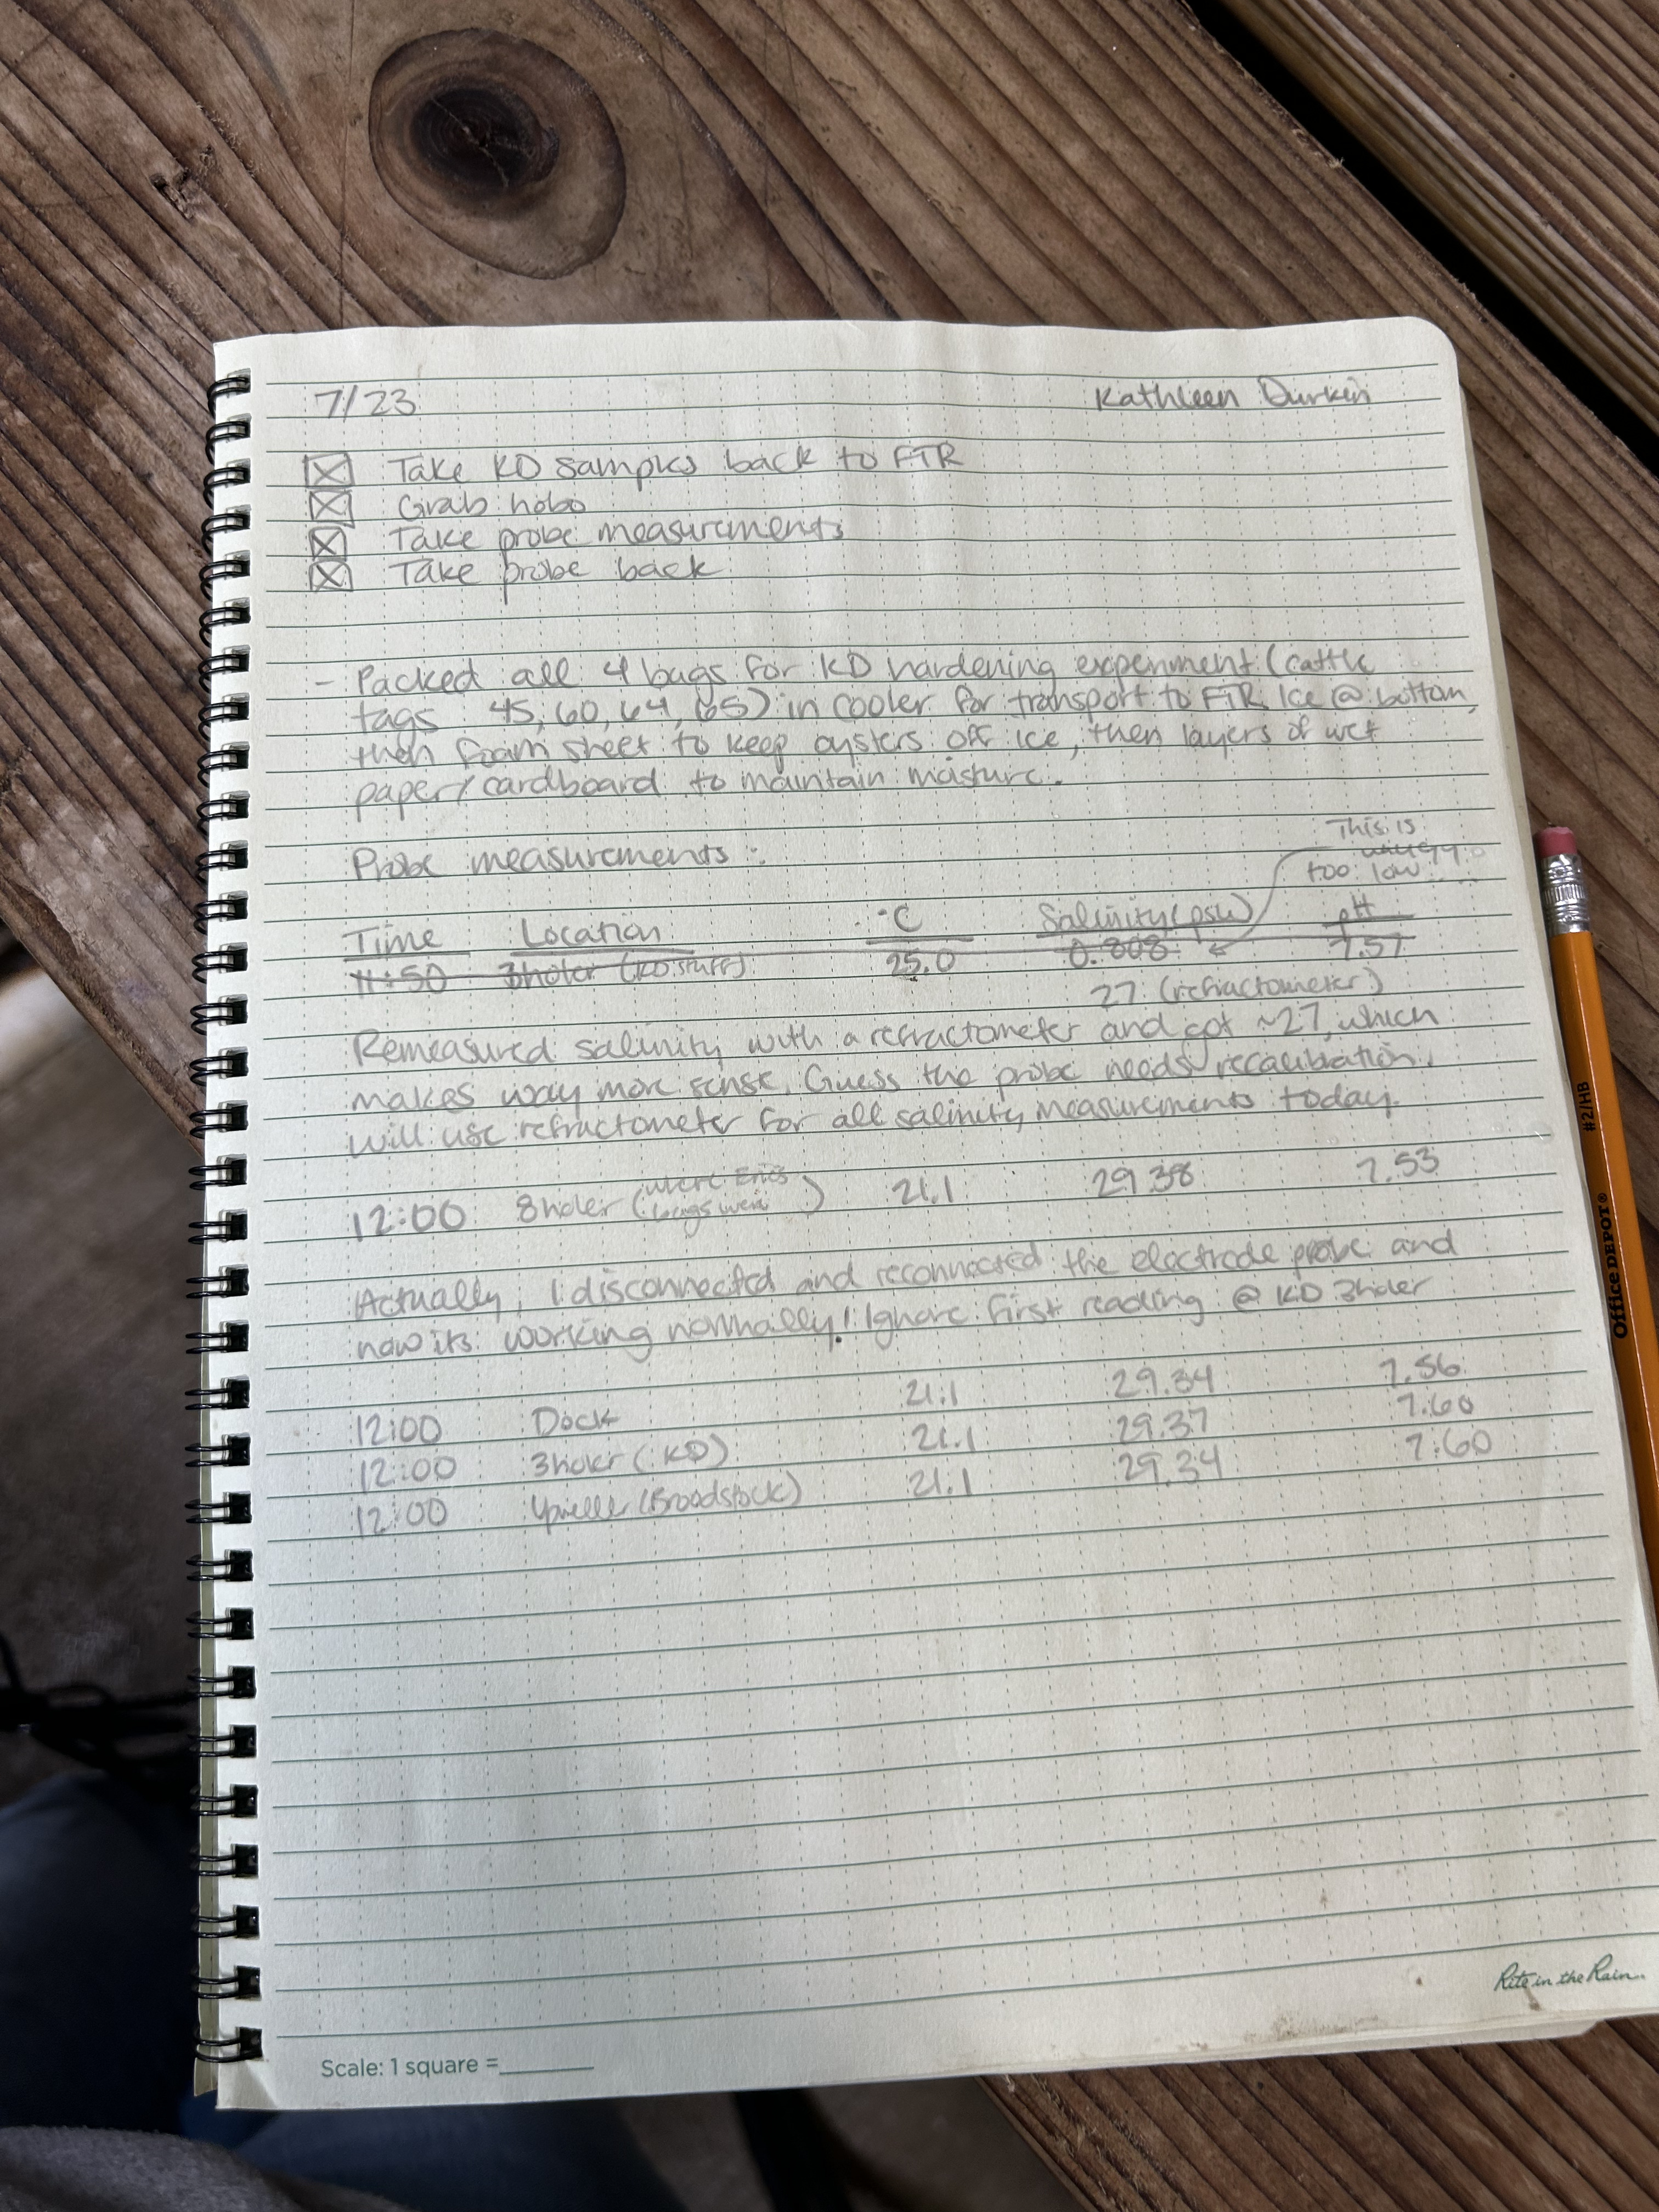 7/23 Kathleen Durkin
Take KD samples back to FTR
Grab hobo
Take probe measurements
Take probe back
- Packed all 4 bags for KD hardening experiment (cattle
tags 45, 60, 64, 65) in cooler for transport to FTR. Ice @ bottom,
then foam sheet to keep oysters off ice, then layers of wet
paper/cardboard to maintain moisture.
This is
wayyy
too low
Probe measurements:
Time Location °C Salinity (psu) pH
11:50 3holer (KD stuff) 25.0 0.808 7.57
27 (refractometer)
Remeasured salinity with a refractometer and got ~27, which
makes way more sense. Guess the probe needs recalibration.
Will use refractometer for all salinity measurements today.
12:00 8holer (where Erics bags were) 21.1 29.38 7.53
Actually, I disconnected and reconnected the electrode probe and
now its working normally! Ignore first reading @ KD 3holer
12:00 Dock 21.1 29.34 7.56
12:00 3holer (KD) 21.1 29.37 7.60
12:00 (Broodstock) 21.1 29.34 7.60
Rite in the Rain
Scale: 1 square =
#2/HB
Office DEPOT®